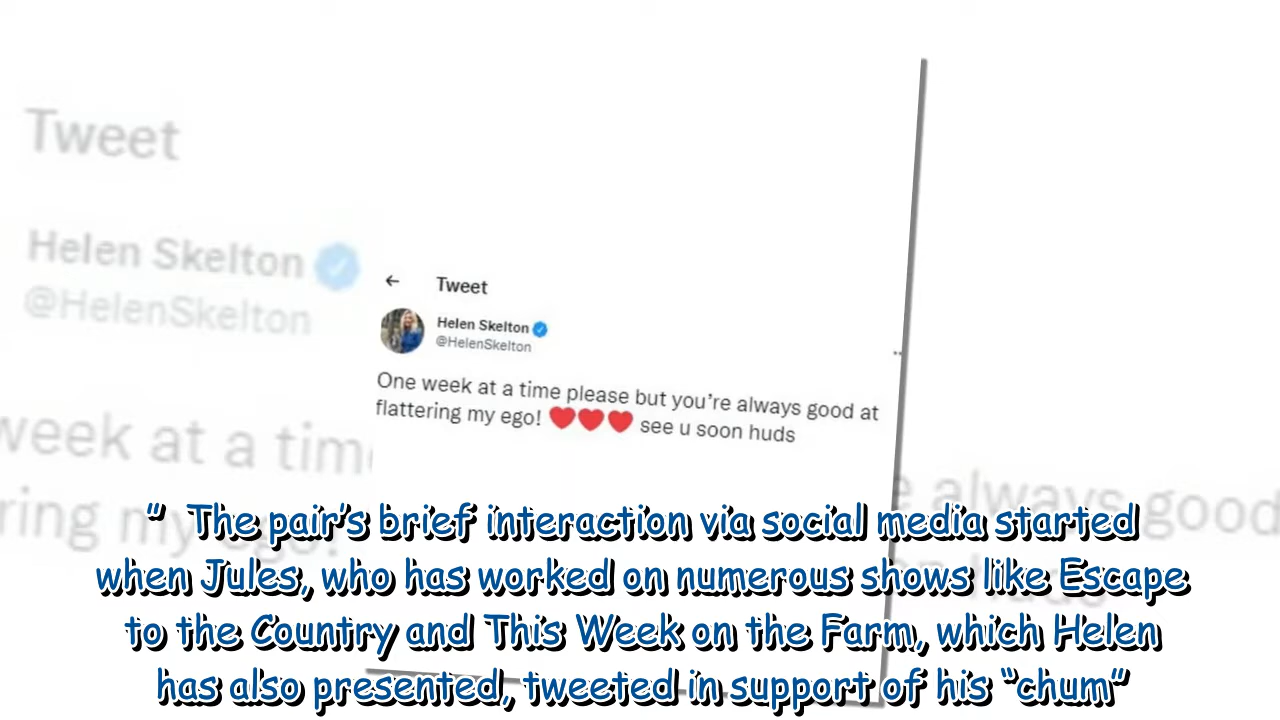 Tweet
Helen Skelton
@HelenSkelton
week at a time
ring my ego!
e always good
Tweet
Helen Skelton
@HelenSkelton
One week at a time please but you're always good at
flattering my ego! ❤❤❤ see u soon huds
" The pair's brief interaction via social media started
when Jules, who has worked on numerous shows like Escape
to the Country and This Week on the Farm, which Helen
has also presented, tweeted in support of his "chum"